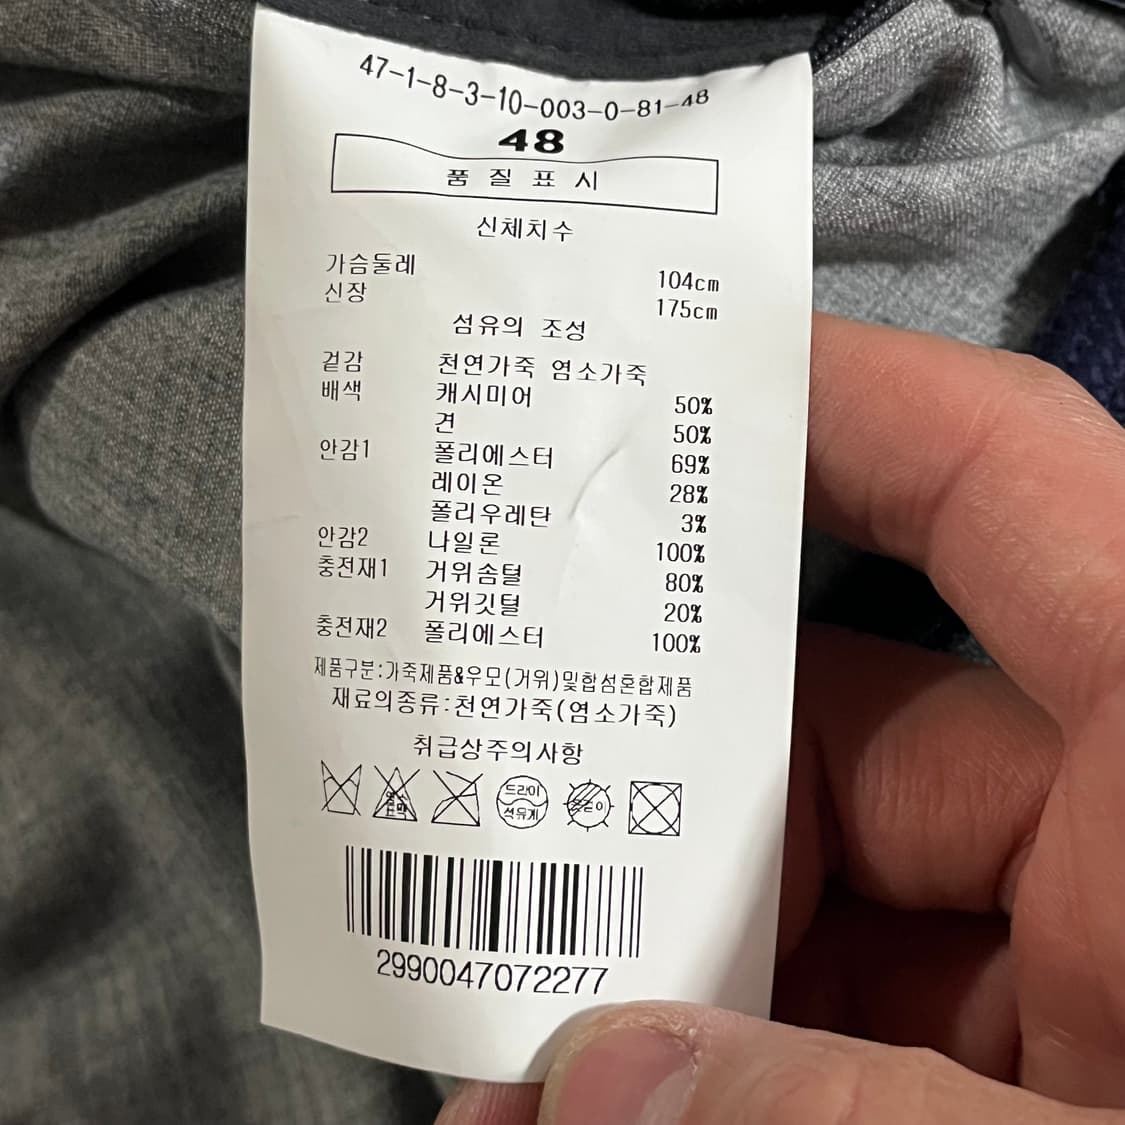 47-1-8-3-10-003-0-81-48
48
품 질 표 시
신체치수
가슴둘레 104cm
신장 175cm
섬유의 조성
겉감 천연가죽 염소가죽
배색 캐시미어 50%
견 50%
안감1 폴리에스터 69%
레이온 28%
폴리우레탄 3%
안감2 나일론 100%
충전재1 거위솜털 80%
거위깃털 20%
충전재2 폴리에스터 100%
제품구분:가죽제품&우모(거위)및합섬혼합제품
재료의종류:천연가죽(염소가죽)
취급상주의사항
드라이
석유계
2990047072277